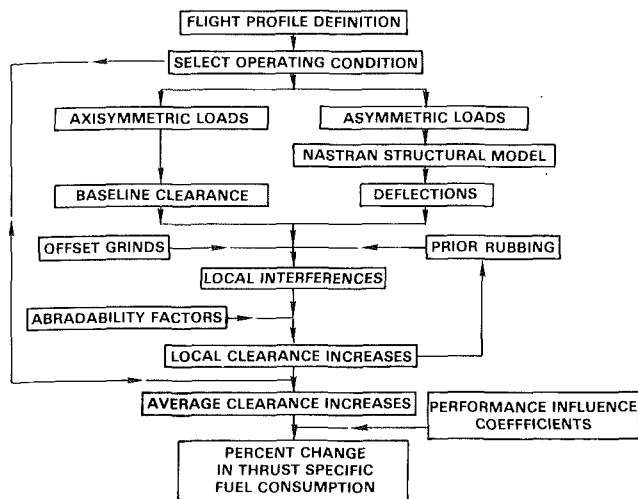 FLIGHT PROFILE DEFINITION
SELECT OPERATING CONDITION
AXISYMMETRIC LOADS
ASYMMETRIC LOADS
NASTRAN STRUCTURAL MODEL
BASELINE CLEARANCE
DEFLECTIONS
OFFSET GRINDS
PRIOR RUBBING
LOCAL INTERFERENCES
ABRADABILITY FACTORS
LOCAL CLEARANCE INCREASES
AVERAGE CLEARANCE INCREASES
PERFORMANCE INFLUENCE
COEFFFICIENTS
PERCENT CHANGE
IN THRUST SPECIFIC
FUEL CONSUMPTION